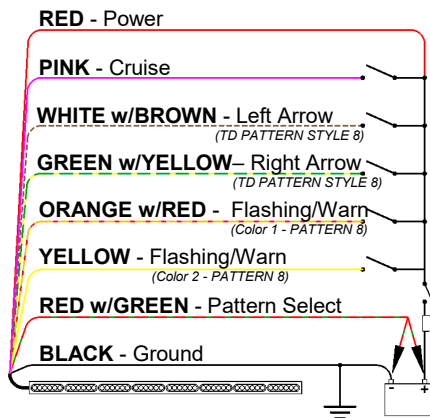 RED - Power
PINK - Cruise
WHITE w/BROWN - Left Arrow
(TD PATTERN STYLE 8)
GREEN w/YELLOW– Right Arrow
(TD PATTERN STYLE 8)
ORANGE w/RED - Flashing/Warn
(Color 1 - PATTERN 8)
YELLOW - Flashing/Warn
(Color 2 - PATTERN 8)
RED w/GREEN - Pattern Select
BLACK - Ground
- +